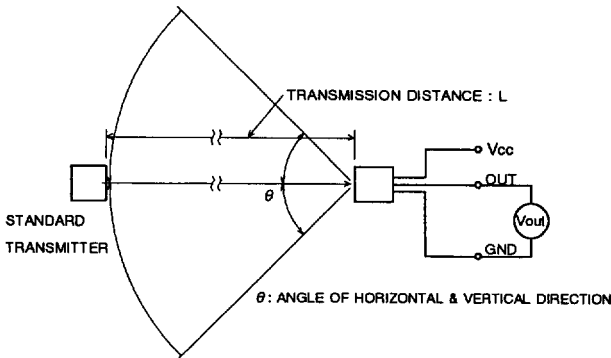 TRANSMISSION DISTANCE : L
Vcc
θ
OUT
STANDARD
TRANSMITTER
Vout
GND
θ : ANGLE OF HORIZONTAL & VERTICAL DIRECTION